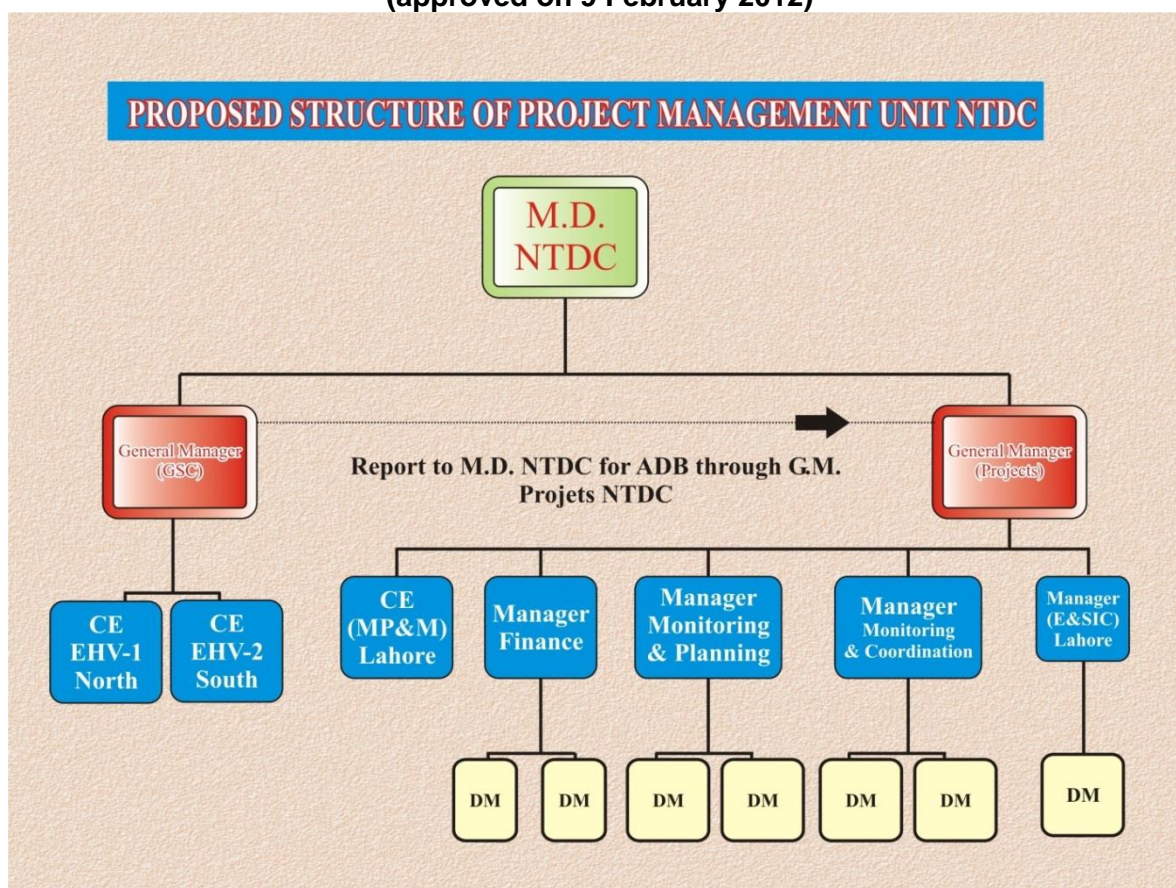 (approved on 9 February 2012)
PROPOSED STRUCTURE OF PROJECT MANAGEMENT UNIT NTDC
M.D.
NTDC
General Manager
(GSC)
General Manager
(Projects)
Report to M.D. NTDC for ADB through G.M.
Projets NTDC
CE
EHV-1
North
CE
EHV-2
South
CE
(MP&M)
Lahore
Manager
Finance
Manager
Monitoring
& Planning
Manager
Monitoring
& Coordination
Manager
(E&SIC)
Lahore
DM
DM
DM
DM
DM
DM
DM